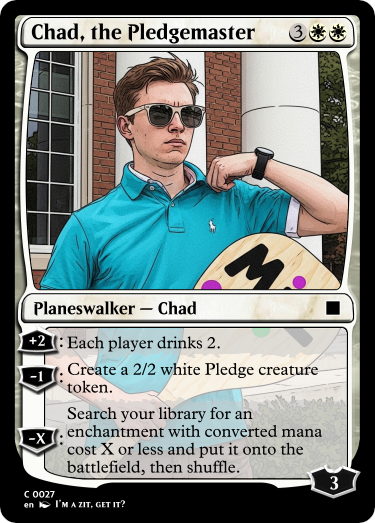 Chad, the Pledgemaster 3
Planeswalker — Chad
+2: Each player drinks 2.
-1: Create a 2/2 white Pledge creature
token.
-X: Search your library for an
enchantment with converted mana
cost X or less and put it onto the
battlefield, then shuffle.
3
C 0027
en I'm a zit, get it?